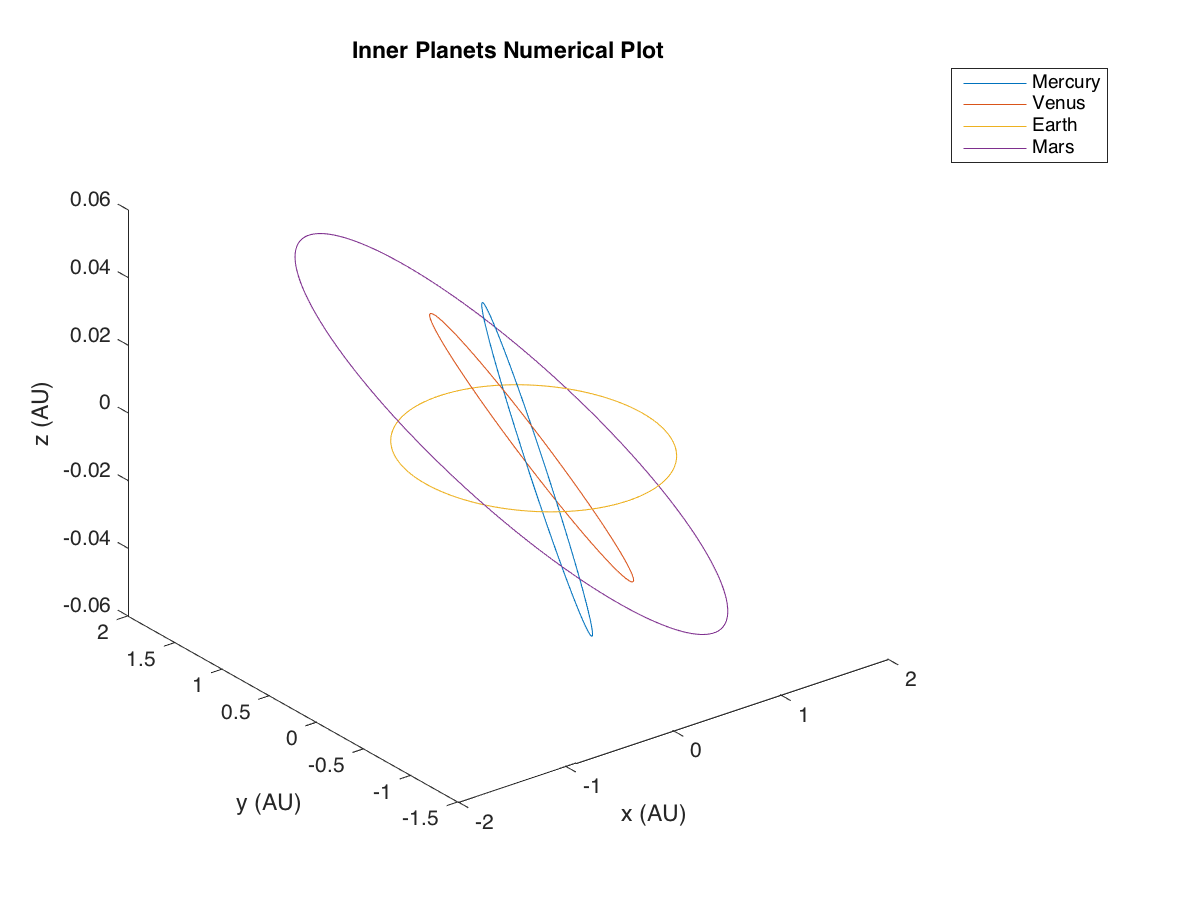 Inner Planets Numerical Plot
Mercury
Venus
Earth
Mars
0.06
0.04
0.02
0
-0.02
-0.04
-0.06
z (AU)
2
1.5
1
0.5
0
-0.5
-1
-1.5
y (AU)
-2
-1
0
1
2
x (AU)